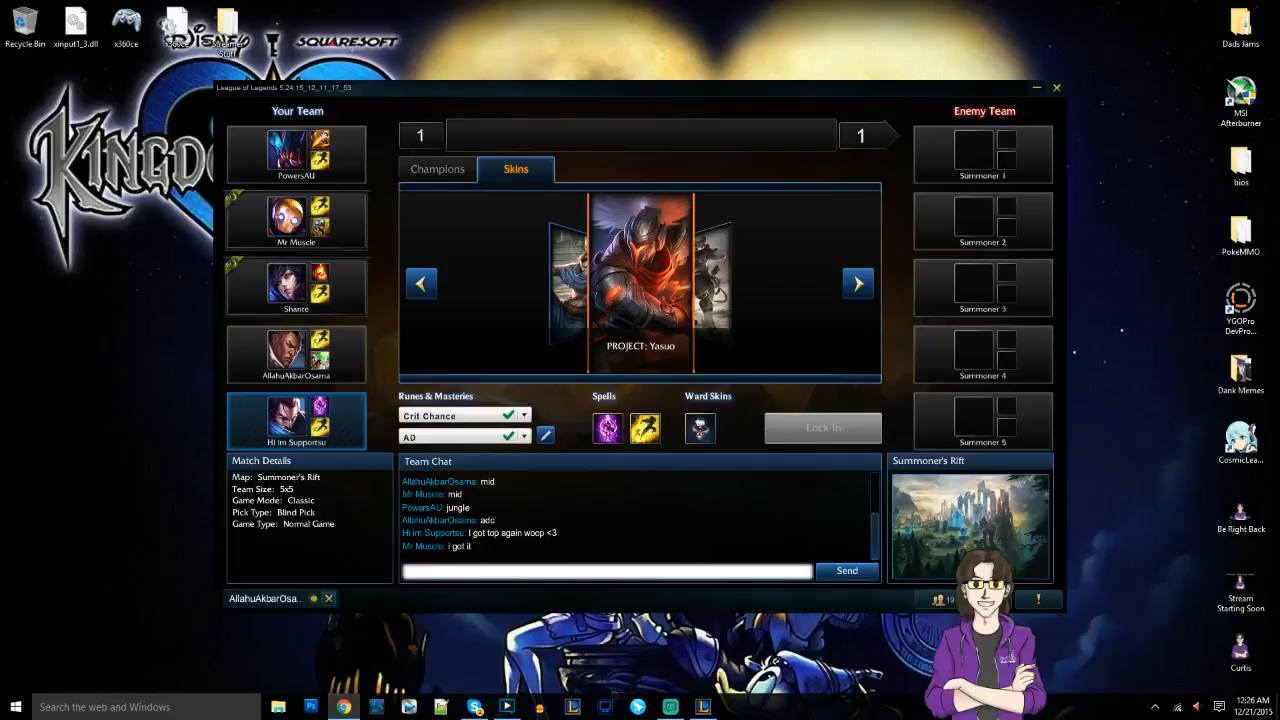 Recycle Bin
xinput1_3.dll
x360ce
x360ce
Streamer Stuff
Disney
SQUARESOFT
KINGDO
League of Legends 5.24.15_12_11_17_53
Your Team
PowersAU
Mr Muscle
Shante
AllahuAkbarOsama
Hi Im Supportsu
1
1
Champions
Skins
PROJECT: Yasuo
Runes & Masteries
Crit Chance
AD
Spells
Ward Skins
Lock In
Enemy Team
Summoner 1
Summoner 2
Summoner 3
Summoner 4
Summoner 5
Match Details
Map: Summoner's Rift
Team Size: 5x5
Game Mode: Classic
Pick Type: Blind Pick
Game Type: Normal Game
Team Chat
AllahuAkbarOsama: mid
Mr Muscle: mid
PowersAU: jungle
AllahuAkbarOsama: adc
Hi im Supportsu: I got top again woop <3
Mr Muscle: i got it
Send
Summoner's Rift
AllahuAkbarOsa...
19
Dads Jams
MSI
Afterburner
bios
PokeMMO
YGOPro
DevPro...
Dank Memes
CosmicLea...
Be Right Back
Stream
Starting Soon
Curtis
Search the web and Windows
12:26 AM
12/21/2015